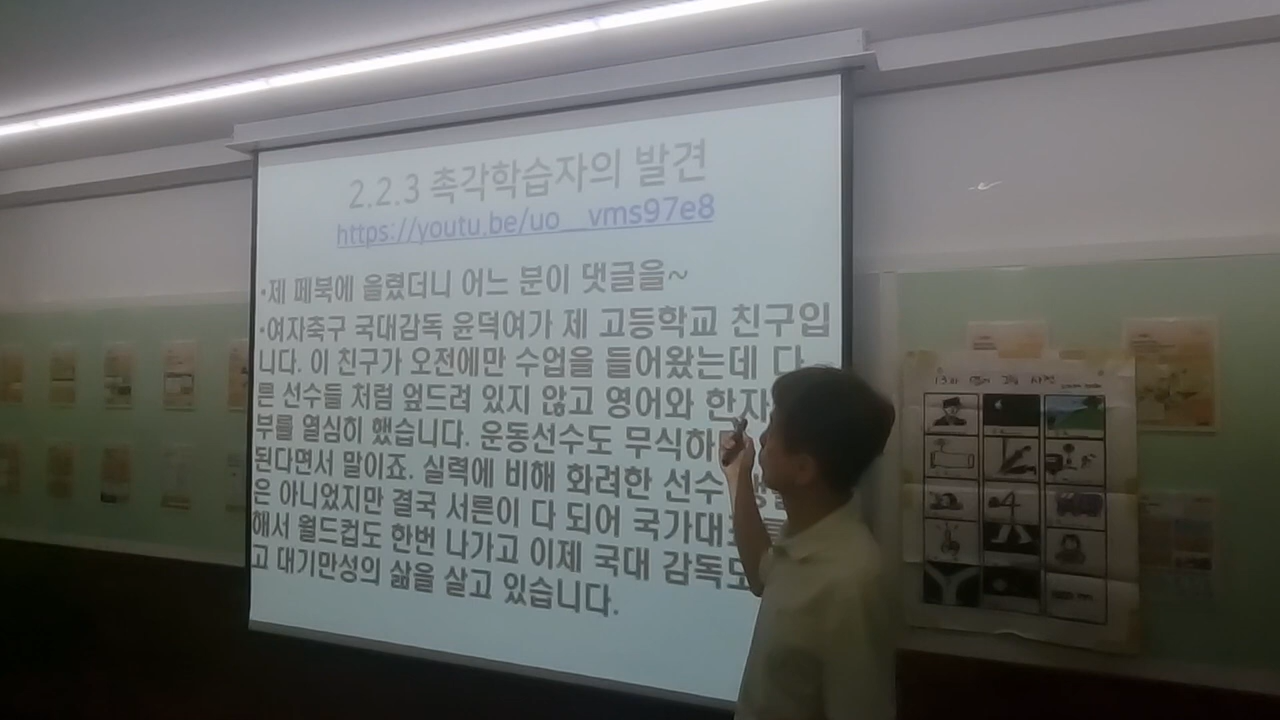 2.2.3 촉각학습자의 발견
https://youtu.be/uo__vms97e8
•제 페북에 올렸더니 어느 분이 댓글을~
•여자축구 국대감독 윤덕여가 제 고등학교 친구입
니다. 이 친구가 오전에만 수업을 들어왔는데 다
른 선수들 처럼 엎드려 있지 않고 영어와 한자
부를 열심히 했습니다. 운동선수도 무식하
된다면서 말이죠. 실력에 비해 화려한 선수
은 아니었지만 결국 서른이 다 되어 국가대
해서 월드컵도 한번 나가고 이제 국대 감독도
고 대기만성의 삶을 살고 있습니다.